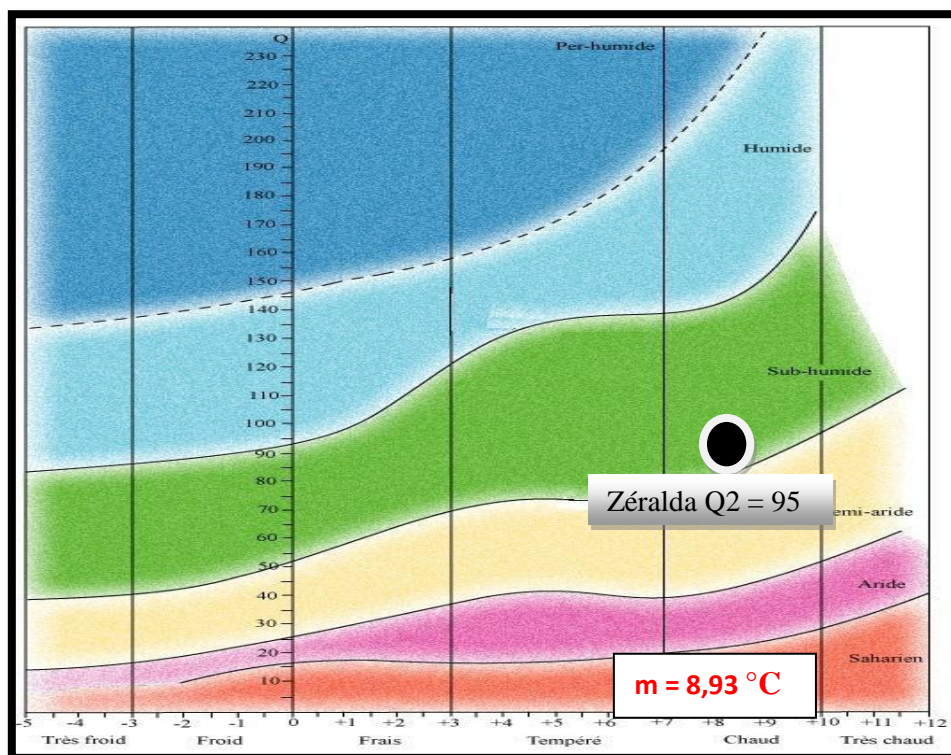 Q
Per-humide
230
220
210
200
190
180
170
160
150
140
130
120
110
100
90
80
70
60
50
40
30
20
10
Humide
Sub-humide
Zéralda Q2 = 95
emi-aride
Aride
Saharien
m = 8,93 °C
-5 -4 -3 -2 -1 0 +1 +2 +3 +4 +5 +6 +7 +8 +9 +10 +11 +12
Très froid Froid Frais Tempéré Chaud Très chaud